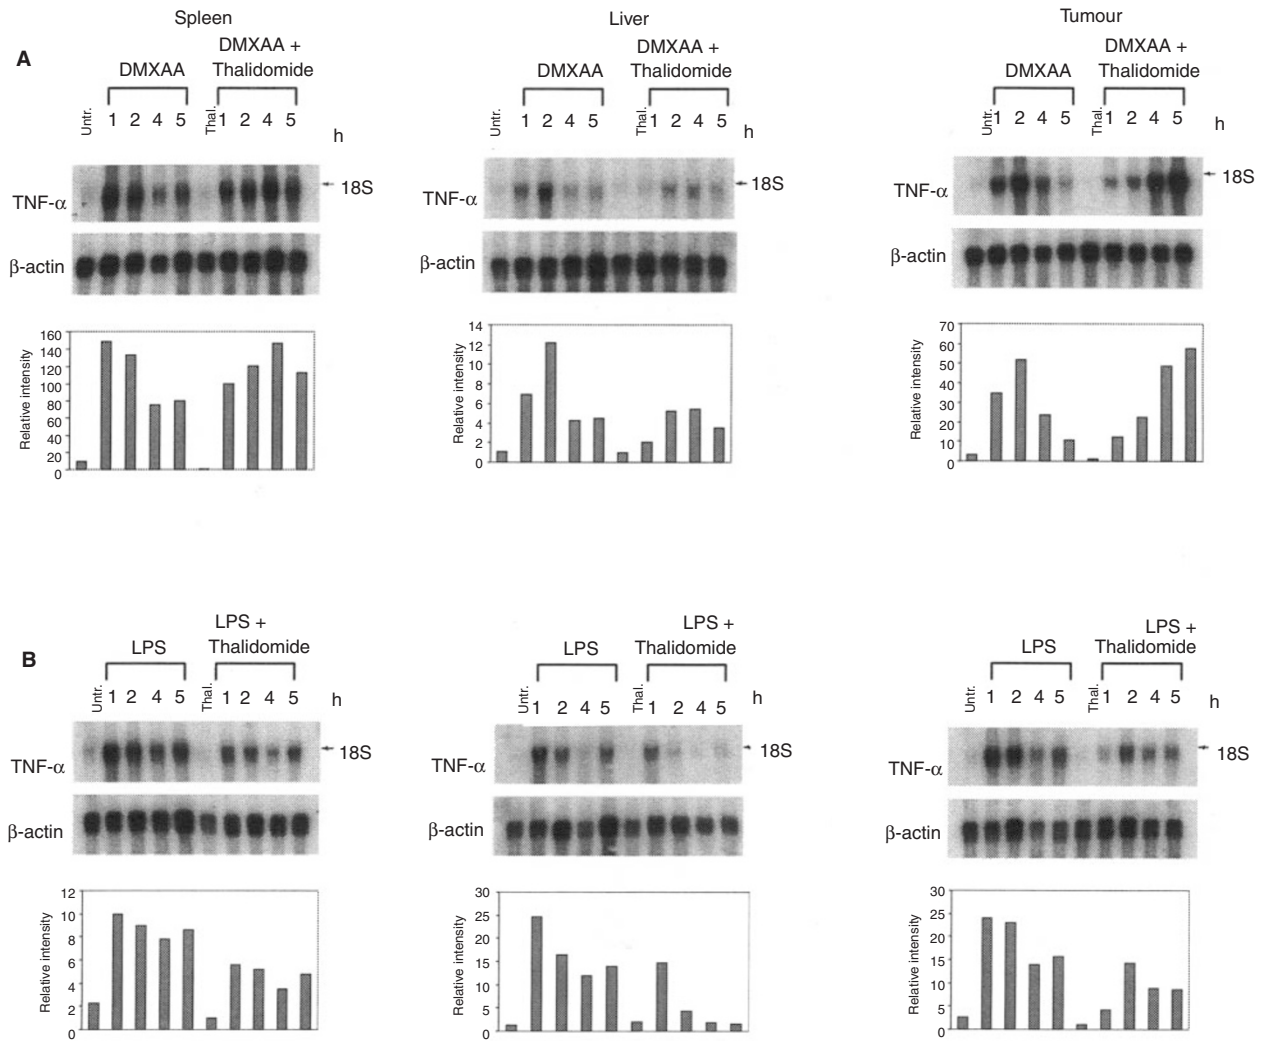 Spleen
Liver
Tumour
A
DMXAA
DMXAA +
Thalidomide
Untr.
1 2 4 5
Thal.
1 2 4 5
h
TNF-α
18S
β-actin
Relative intensity
160
140
120
100
80
60
40
20
0
DMXAA
DMXAA +
Thalidomide
Untr.
1 2 4 5
Thal.
1 2 4 5
h
TNF-α
18S
β-actin
Relative intensity
14
12
10
8
6
4
2
0
DMXAA
DMXAA +
Thalidomide
Untr.
1 2 4 5
Thal.
1 2 4 5
h
TNF-α
18S
β-actin
Relative intensity
70
60
50
40
30
20
10
0
B
LPS
LPS +
Thalidomide
Untr.
1 2 4 5
Thal.
1 2 4 5
h
TNF-α
18S
β-actin
Relative intensity
12
10
8
6
4
2
0
LPS
LPS +
Thalidomide
Untr.
1 2 4 5
Thal.
1 2 4 5
h
TNF-α
18S
β-actin
Relative intensity
30
25
20
15
10
5
0
LPS
LPS +
Thalidomide
Untr.
1 2 4 5
Thal.
1 2 4 5
h
TNF-α
18S
β-actin
Relative intensity
30
25
20
15
10
5
0